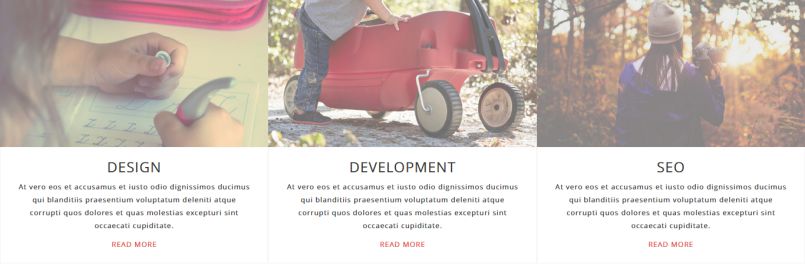 DESIGN
At vero eos et accusamus et iusto odio dignissimos ducimus
qui blanditiis praesentium voluptatum deleniti atque
corrupti quos dolores et quas molestias excepturi sint
occaecati cupiditate.
READ MORE
DEVELOPMENT
At vero eos et accusamus et iusto odio dignissimos ducimus
qui blanditiis praesentium voluptatum deleniti atque
corrupti quos dolores et quas molestias excepturi sint
occaecati cupiditate.
READ MORE
SEO
At vero eos et accusamus et iusto odio dignissimos ducimus
qui blanditiis praesentium voluptatum deleniti atque
corrupti quos dolores et quas molestias excepturi sint
occaecati cupiditate.
READ MORE